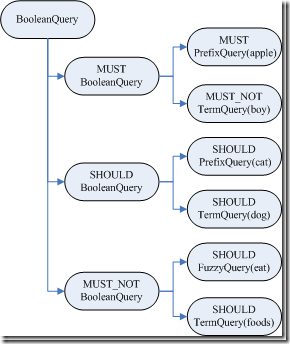 BooleanQuery
MUST
BooleanQuery
MUST
PrefixQuery(apple)
MUST_NOT
TermQuery(boy)
SHOULD
BooleanQuery
SHOULD
PrefixQuery(cat)
SHOULD
TermQuery(dog)
MUST_NOT
BooleanQuery
SHOULD
FuzzyQuery(eat)
SHOULD
TermQuery(foods)